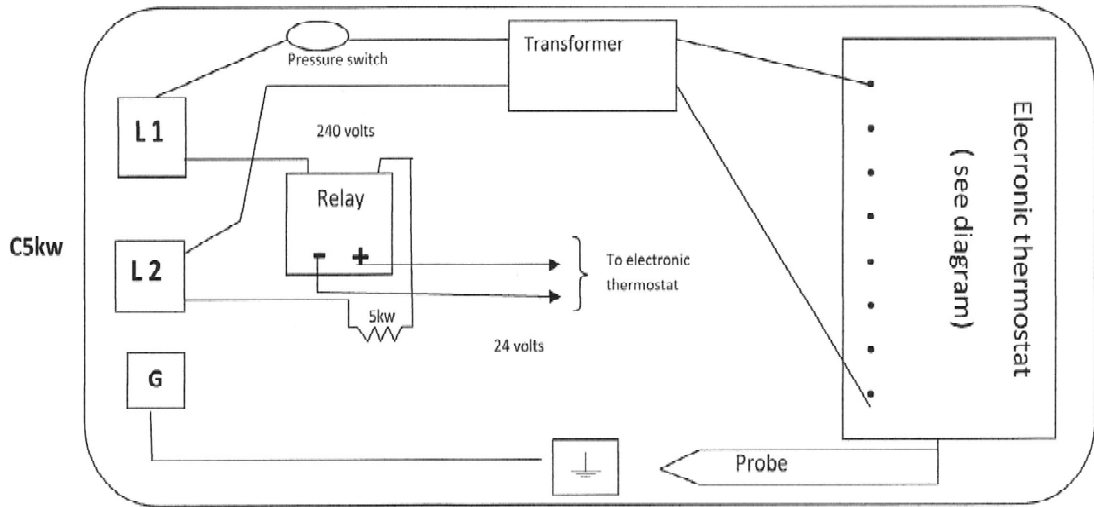 Transformer
Pressure switch
L 1
240 volts
Relay
- +
C5kw
L 2
To electronic
thermostat
5kw
24 volts
G
Probe
Elecrronic thermostat
( see diagram)